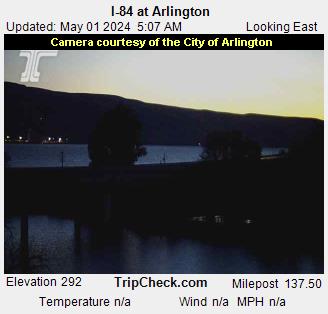 I-84 at Arlington
Updated: May 01 2024  5:07 AM    Looking East
Camera courtesy of the City of Arlington
Elevation 292    TripCheck.com    Milepost 137.50
Temperature n/a    Wind n/a  MPH n/a